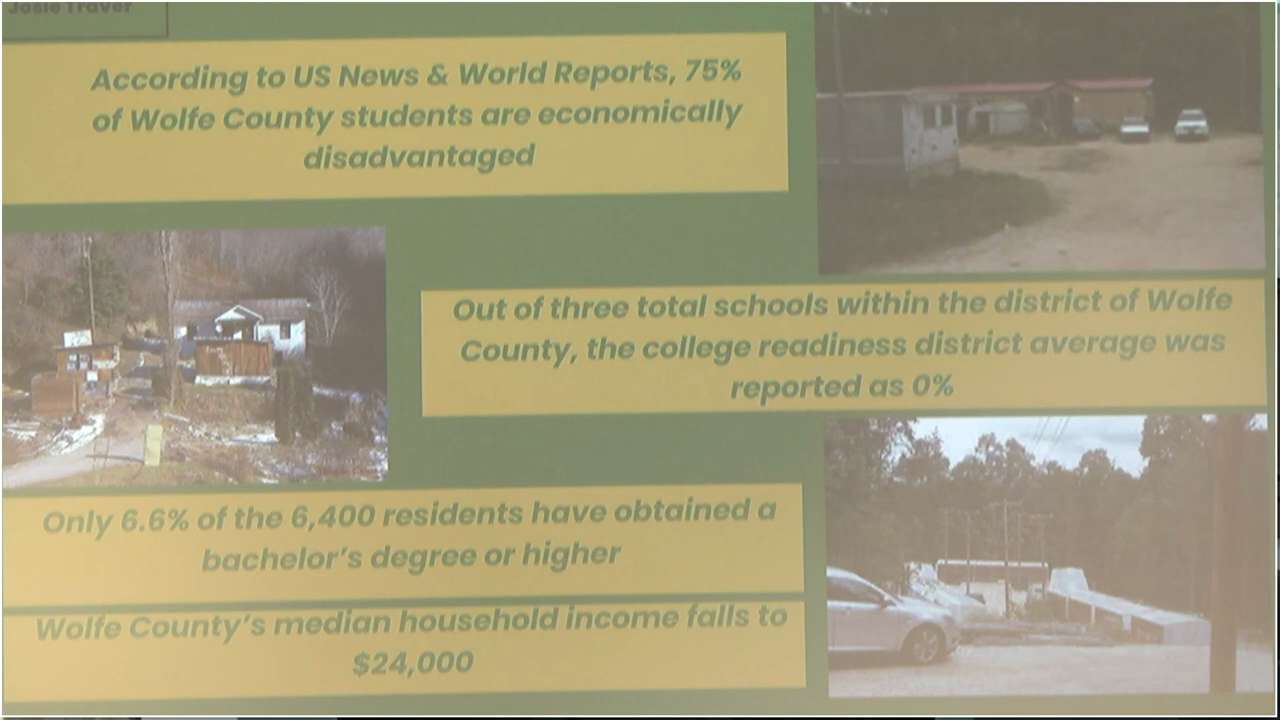 Josie Traver
According to US News & World Reports, 75%
of Wolfe County students are economically
disadvantaged
Out of three total schools within the district of Wolfe
County, the college readiness district average was
reported as 0%
Only 6.6% of the 6,400 residents have obtained a
bachelor's degree or higher
Wolfe County's median household income falls to
$24,000